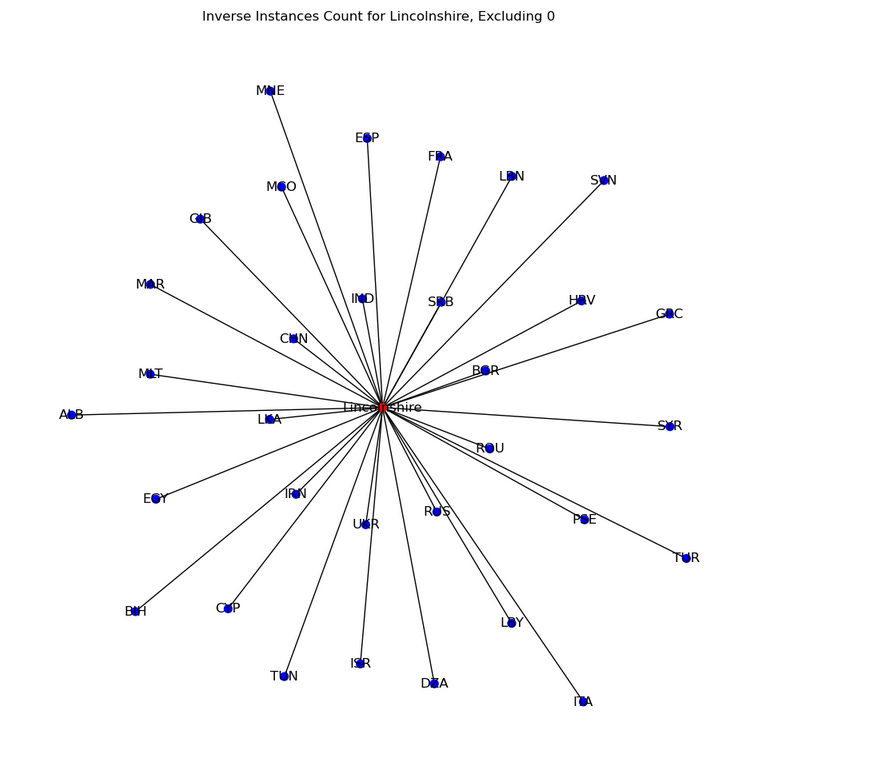 Inverse Instances Count for Lincolnshire, Excluding 0
MNE
ESP
FRA
LBN
SVN
MCO
GIB
MAR
IND
SRB
HRV
GRC
CHN
BGR
MLT
Lincolnshire
ALB
LKA
SYR
ROU
EGY
IRN
RUS
PSE
UKR
TUR
BIH
CYP
LBY
ISR
TUN
DZA
ITA